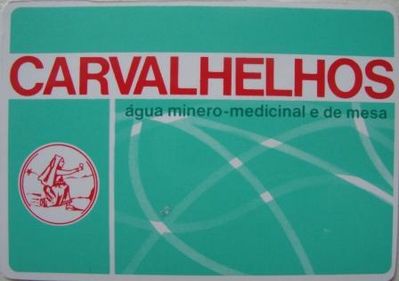 CARVALHELHOS
água minero-medicinal e de mesa